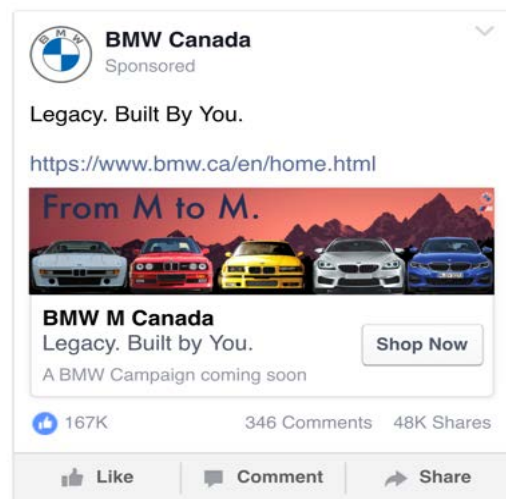 BMW
BMW Canada
Sponsored
Legacy. Built By You.
https://www.bmw.ca/en/home.html
From M to M.
BMW M Canada
Legacy. Built by You.
Shop Now
A BMW Campaign coming soon
167K
346 Comments
48K Shares
Like
Comment
Share